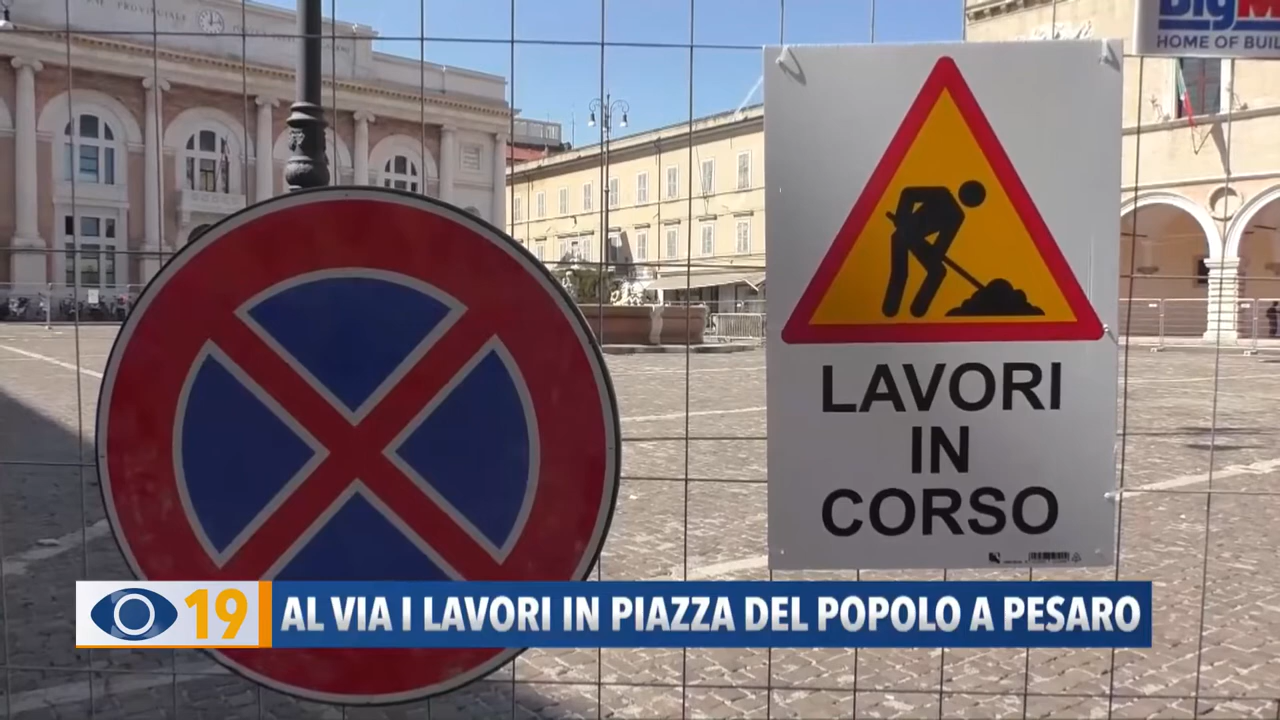 HOME OF BUIL
LAVORI
IN
CORSO
19
AL VIA I LAVORI IN PIAZZA DEL POPOLO A PESARO